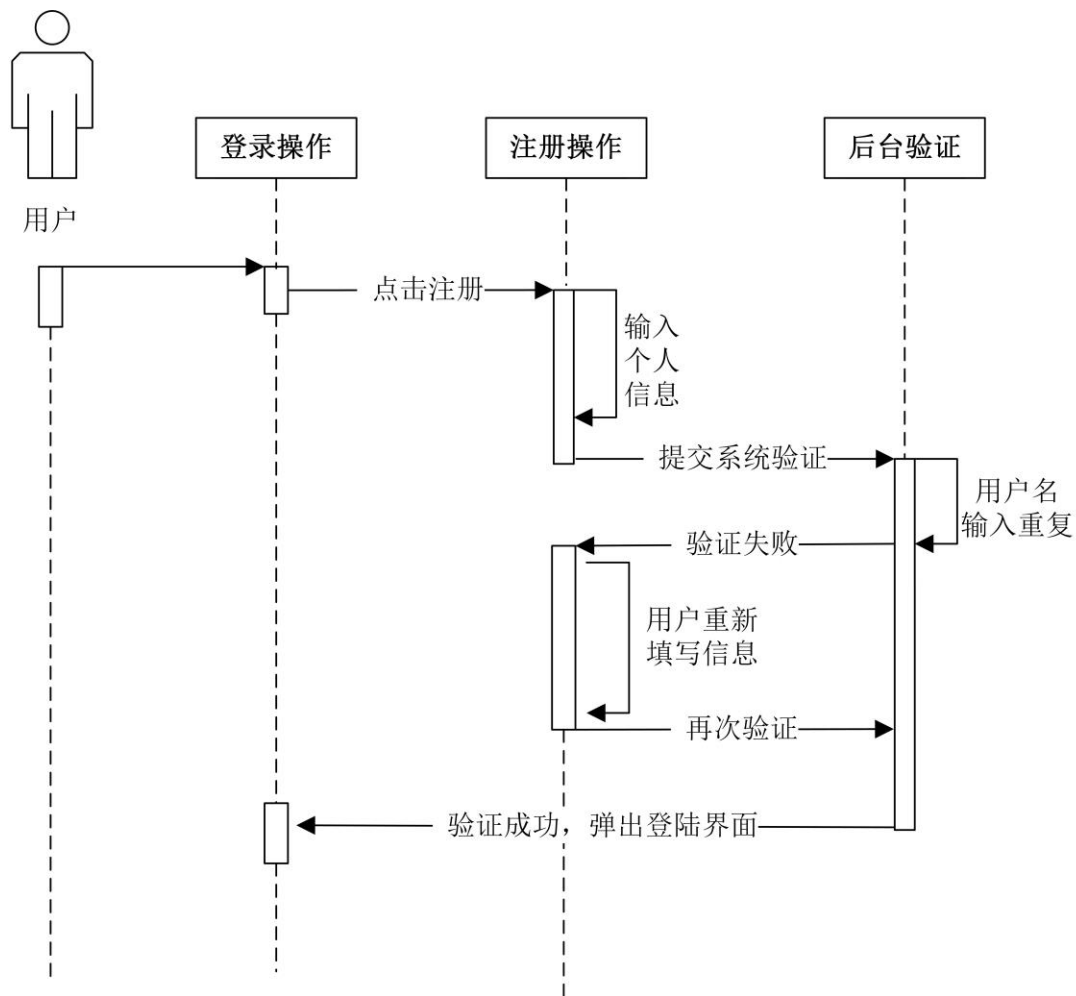 登录操作
注册操作
后台验证
用户
点击注册
输入
个人
信息
提交系统验证
用户名
输入重复
验证失败
用户重新
填写信息
再次验证
验证成功，弹出登陆界面